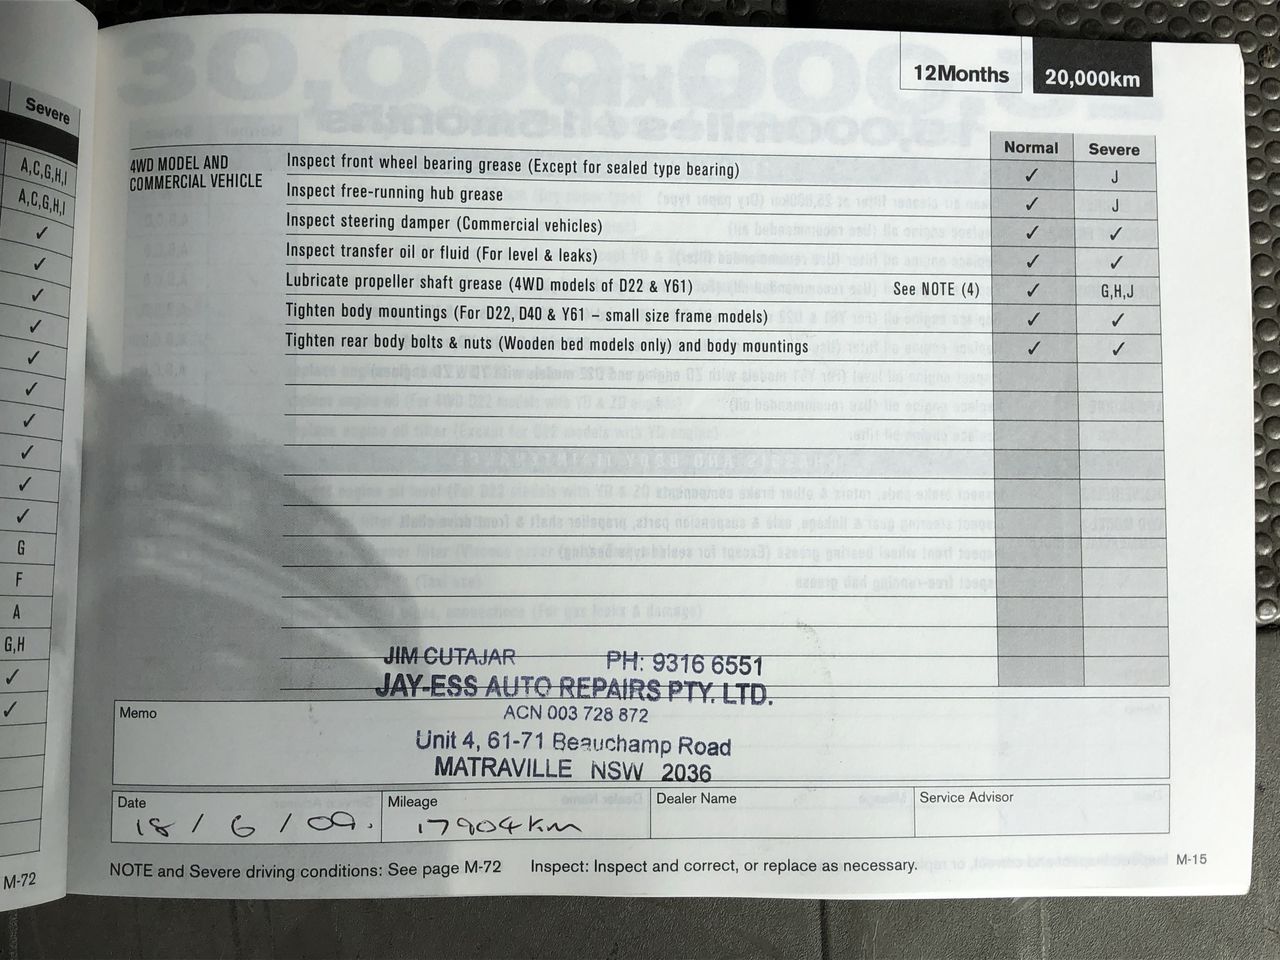 Severe
A,C,G,H,I
A,C,G,H,I
✓
✓
✓
✓
✓
✓
✓
✓
✓
✓
G
F
A
G,H
✓
✓
M-72
12Months 20,000km
Normal Severe
4WD MODEL AND COMMERCIAL VEHICLE
Inspect front wheel bearing grease (Except for sealed type bearing) ✓ J
Inspect free-running hub grease ✓ J
Inspect steering damper (Commercial vehicles) ✓ ✓
Inspect transfer oil or fluid (For level & leaks) ✓ ✓
Lubricate propeller shaft grease (4WD models of D22 & Y61) See NOTE (4) ✓ G,H,J
Tighten body mountings (For D22, D40 & Y61 – small size frame models) ✓ ✓
Tighten rear body bolts & nuts (Wooden bed models only) and body mountings ✓ ✓
JIM CUTAJAR PH: 9316 6551
JAY-ESS AUTO REPAIRS PTY. LTD.
ACN 003 728 872
Unit 4, 61-71 Beauchamp Road
MATRAVILLE NSW 2036
Memo
Date Mileage Dealer Name Service Advisor
18 / 6 / 09. 17904km
NOTE and Severe driving conditions: See page M-72 Inspect: Inspect and correct, or replace as necessary.
M-15